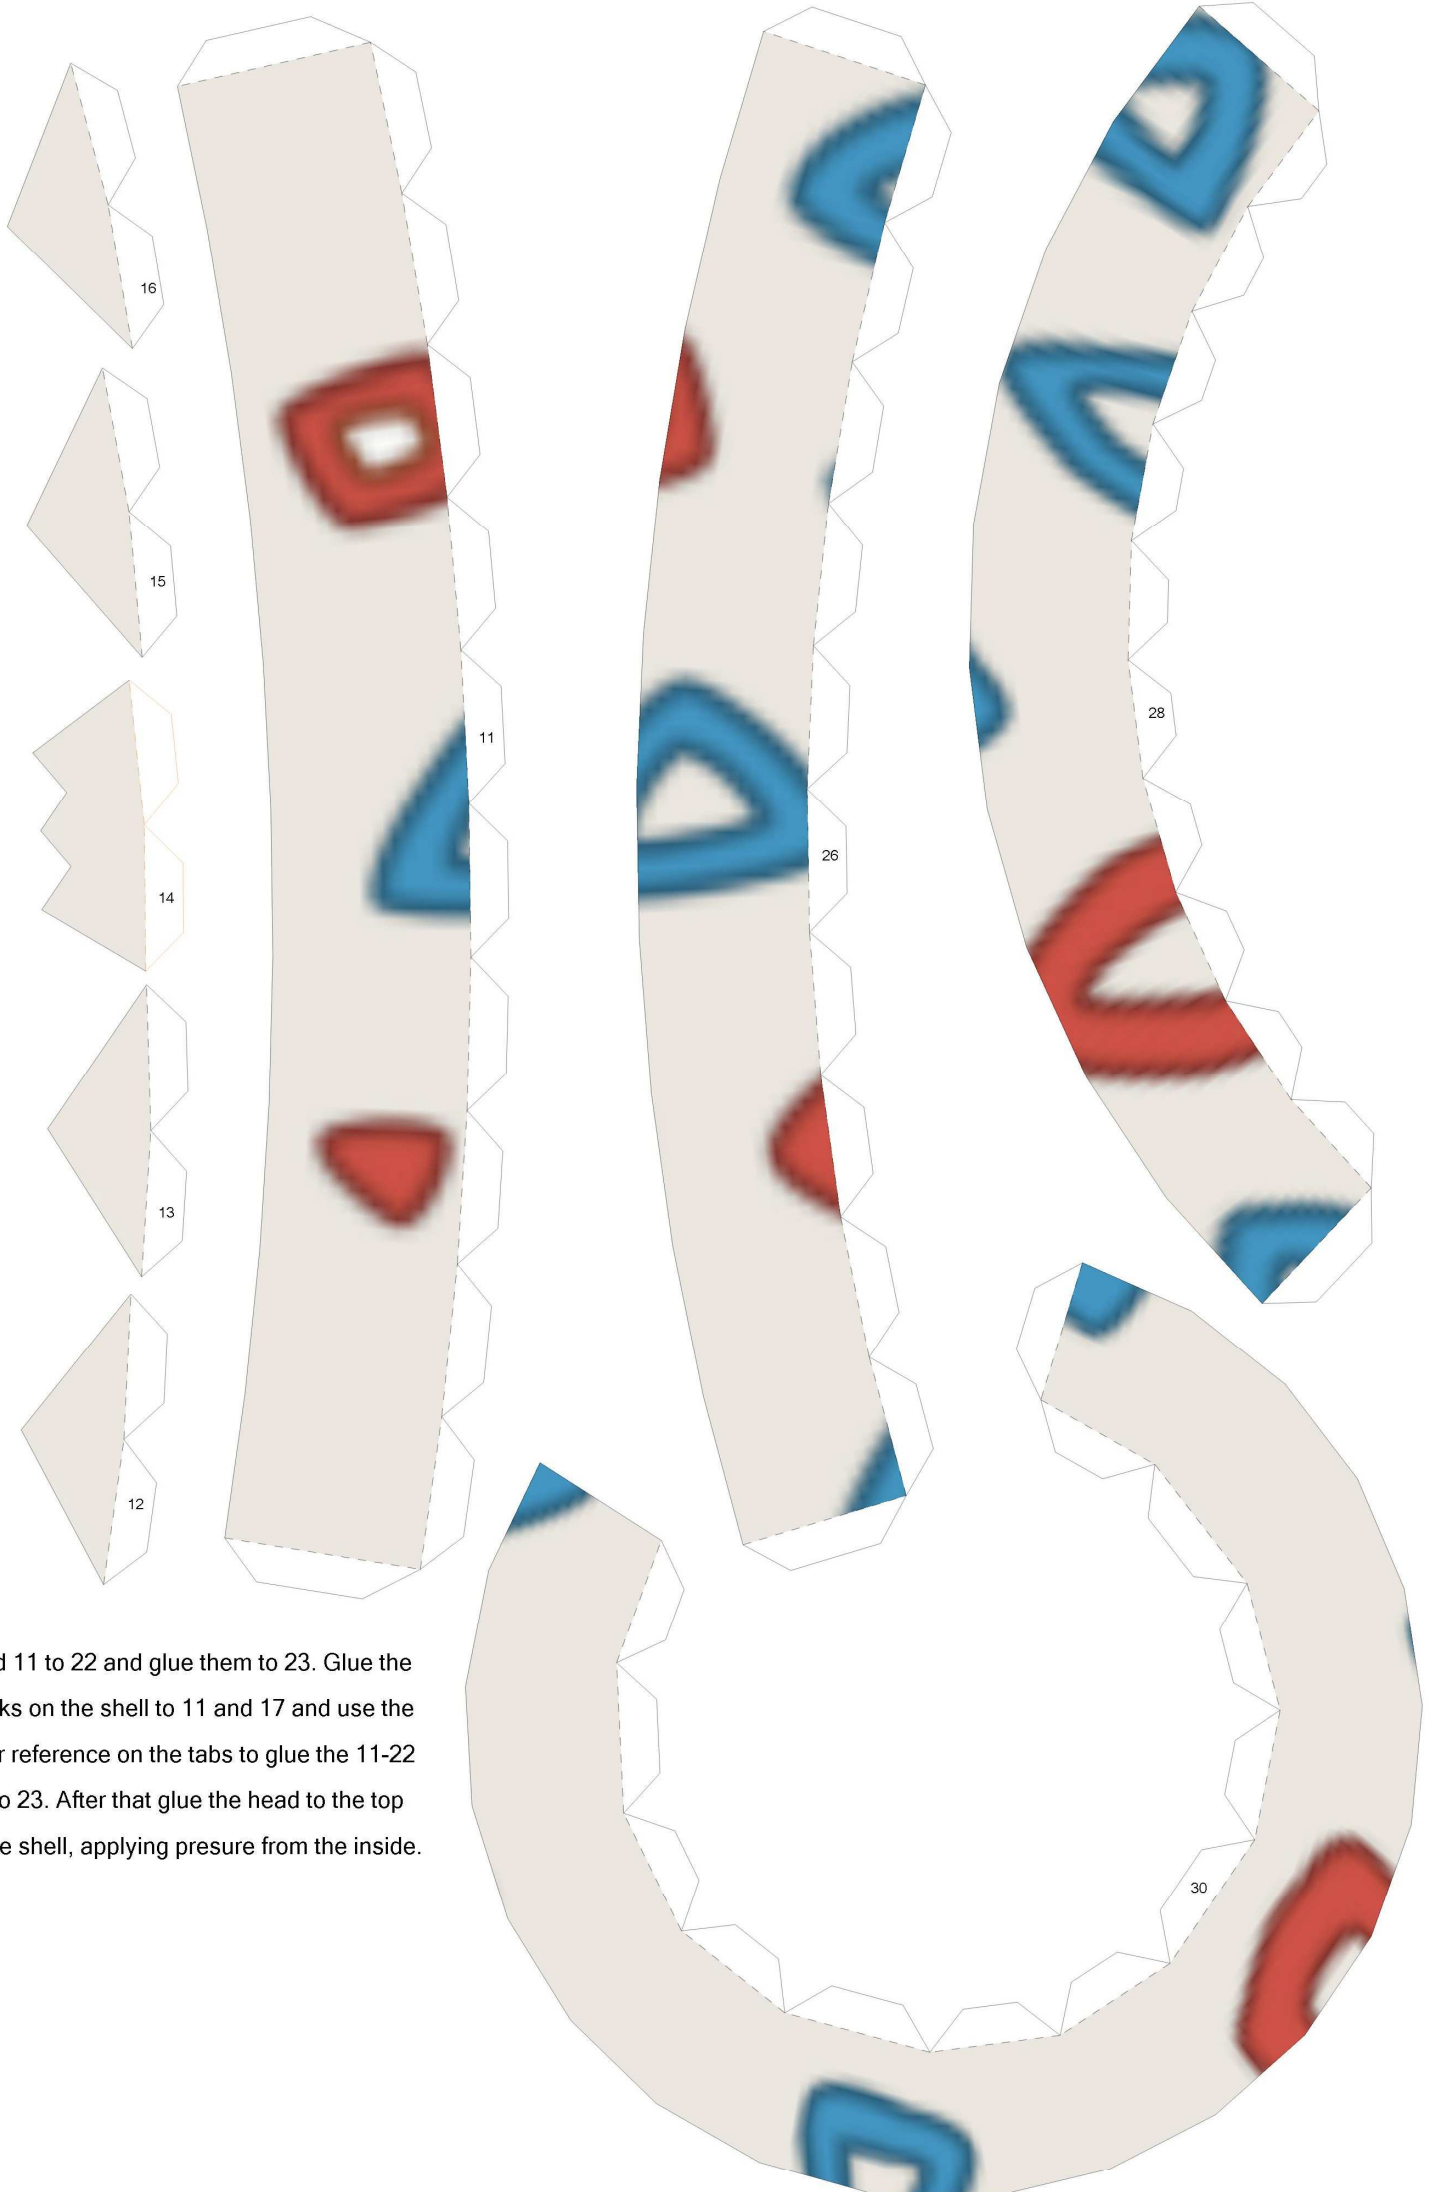 16
15
11
28
26
14
13
12
d 11 to 22 and glue them to 23. Glue the
ks on the shell to 11 and 17 and use the
r reference on the tabs to glue the 11-22
o 23. After that glue the head to the top
e shell, applying presure from the inside.
30